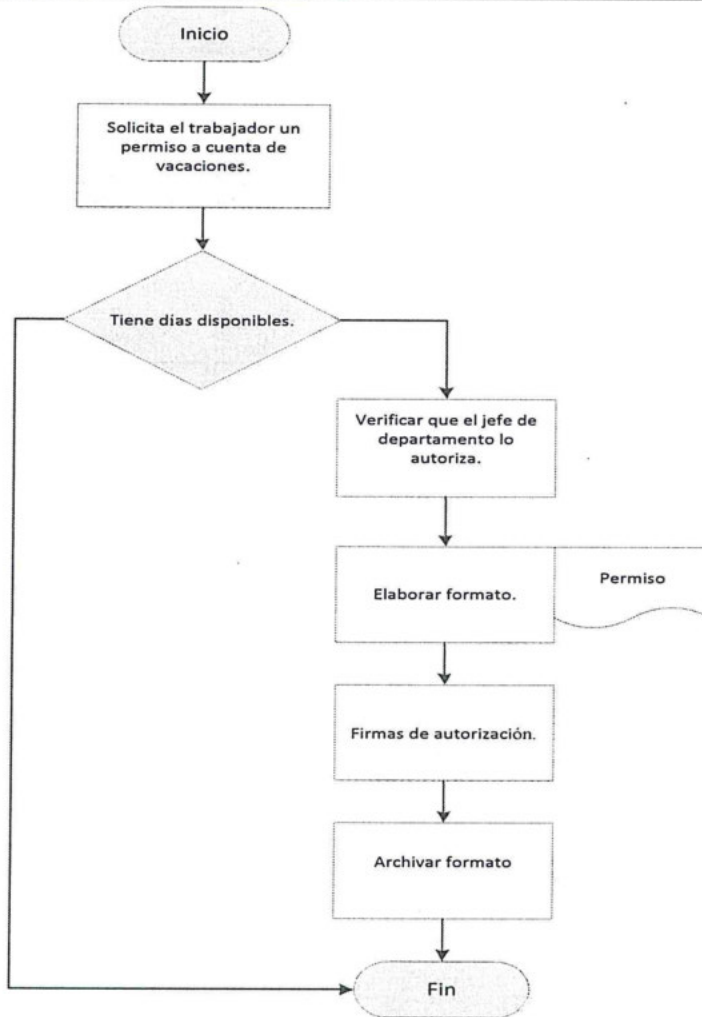 Inicio
Solicita el trabajador un
permiso a cuenta de
vacaciones.
Tiene días disponibles.
Verificar que el jefe de
departamento lo
autoriza.
Elaborar formato.
Permiso
Firmas de autorización.
Archivar formato
Fin